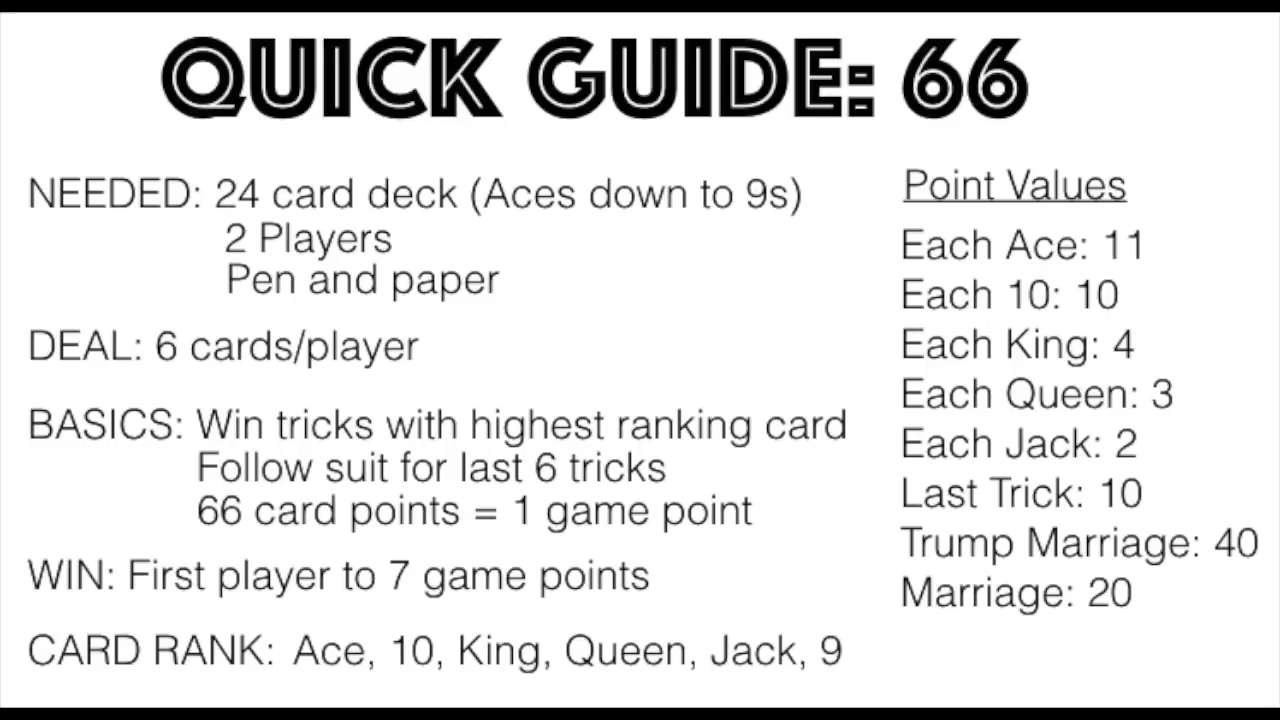 QUICK GUIDE: 66
NEEDED: 24 card deck (Aces down to 9s)
2 Players
Pen and paper
DEAL: 6 cards/player
BASICS: Win tricks with highest ranking card
Follow suit for last 6 tricks
66 card points = 1 game point
WIN: First player to 7 game points
CARD RANK: Ace, 10, King, Queen, Jack, 9
Point Values
Each Ace: 11
Each 10: 10
Each King: 4
Each Queen: 3
Each Jack: 2
Last Trick: 10
Trump Marriage: 40
Marriage: 20